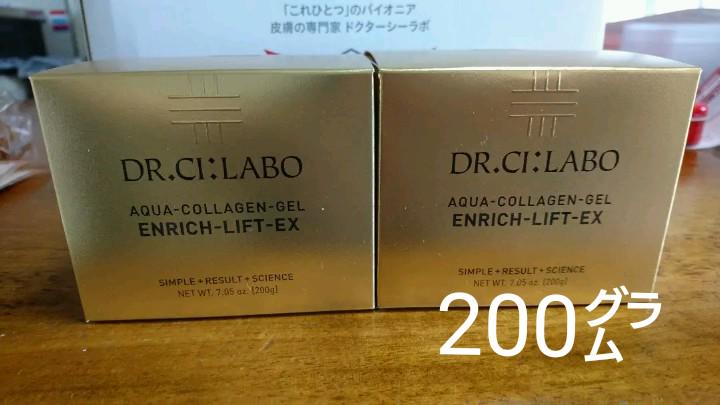 「これひとつ」のパイオニア
皮膚の専門家 ドクターシーラボ
DR.CI:LABO
AQUA-COLLAGEN-GEL
ENRICH-LIFT-EX
SIMPLE+RESULT+SCIENCE
NET WT. 7.05 oz. (200g)
DR.CI:LABO
AQUA-COLLAGEN-GEL
ENRICH-LIFT-EX
SIMPLE+RESULT+SCIENCE
NET WT. 7.05 oz. (200g)
200㌘